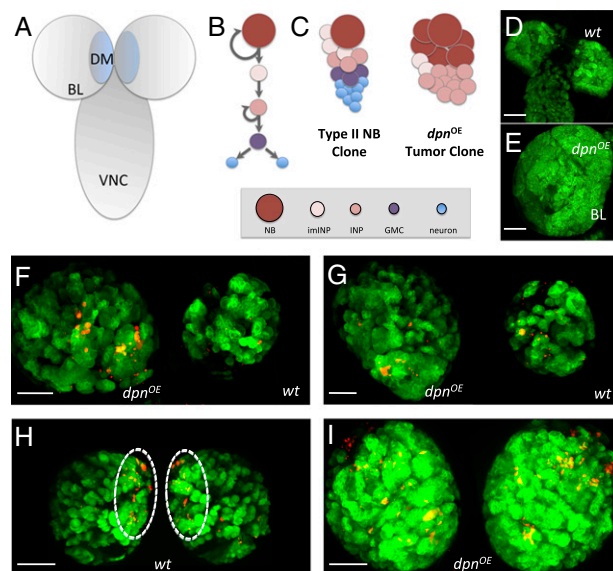 A
B
C
D
DM
BL
VNC
Type II NB
Clone
dpnOE
Tumor Clone
wt
E
dpnOE
BL
NB
imINP
INP
GMC
neuron
F
dpnOE
wt
G
dpnOE
wt
H
wt
I
dpnOE